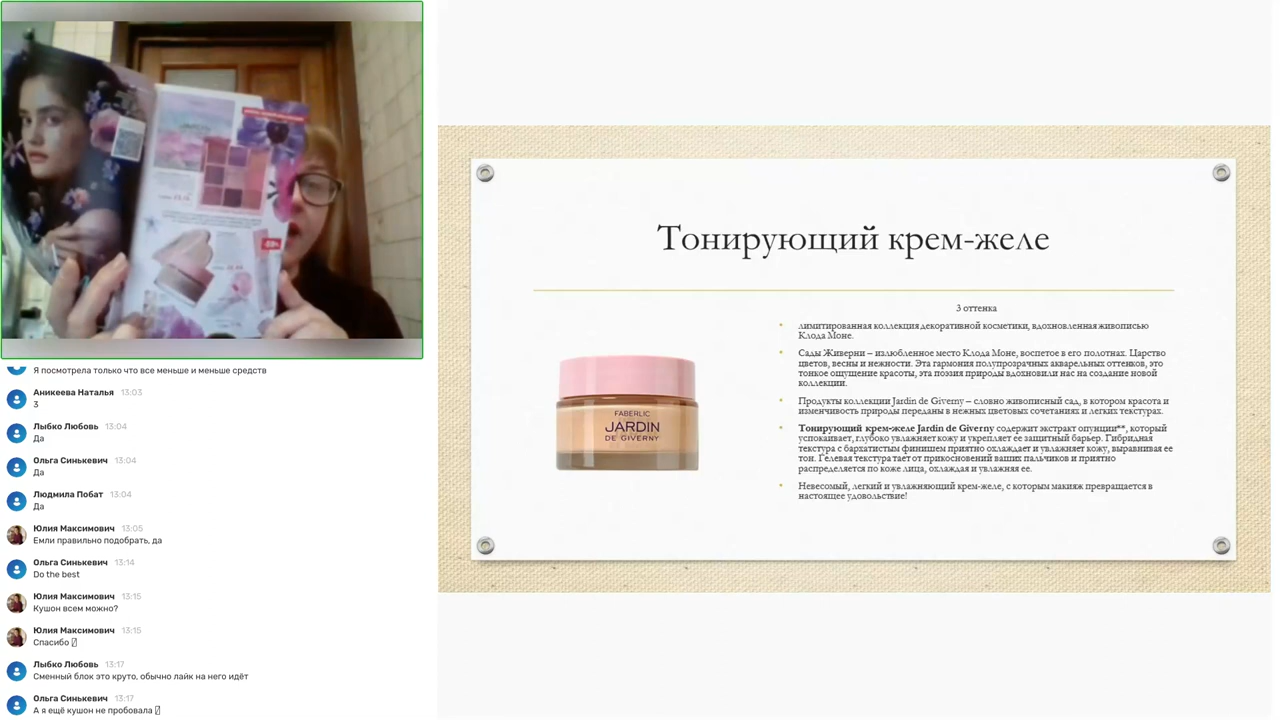 Я посмотрела только что все меньше и меньше средств
Аникеева Наталья 13:03
3
Лыбко Любовь 13:04
Да
Ольга Синькевич 13:04
Да
Людмила Побат 13:04
Да
Юлия Максимович 13:05
Емли правильно подобрать, да
Ольга Синькевич 13:14
Do the best
Юлия Максимович 13:15
Кушон всем можно?
Юлия Максимович 13:15
Спасибо
Лыбко Любовь 13:17
Сменный блок это круто, обычно лайк на него идёт
Ольга Синькевич 13:17
А я ещё кушон не пробовала
Тонирующий крем-желе
FABERLIC
JARDIN
DE GIVERNY
3 оттенка
лимитированная коллекция декоративной косметики, вдохновленная живописью
Клода Моне.
Сады Живерни – излюбленное место Клода Моне, воспетое в его полотнах. Царство
цветов, весны и нежности. Эта гармония полупрозрачных акварельных оттенков, это
тонкое ощущение красоты, эта поэзия природы вдохновили нас на создание новой
коллекции.
Продукты коллекции Jardin de Giverny – словно живописный сад, в котором красота и
изменчивость природы переданы в нежных цветовых сочетаниях и легких текстурах.
Тонирующий крем-желе Jardin de Giverny содержит экстракт опунции**, который
успокаивает, глубоко увлажняет кожу и укрепляет ее защитный барьер. Гибридная
текстура с бархатистым финишем приятно охлаждает и увлажняет кожу, выравнивая ее
тон. Гелевая текстура тает от прикосновений ваших пальчиков и приятно
распределяется по коже лица, охлаждая и увлажняя ее.
Невесомый, легкий и увлажняющий крем-желе, с которым макияж превращается в
настоящее удовольствие!